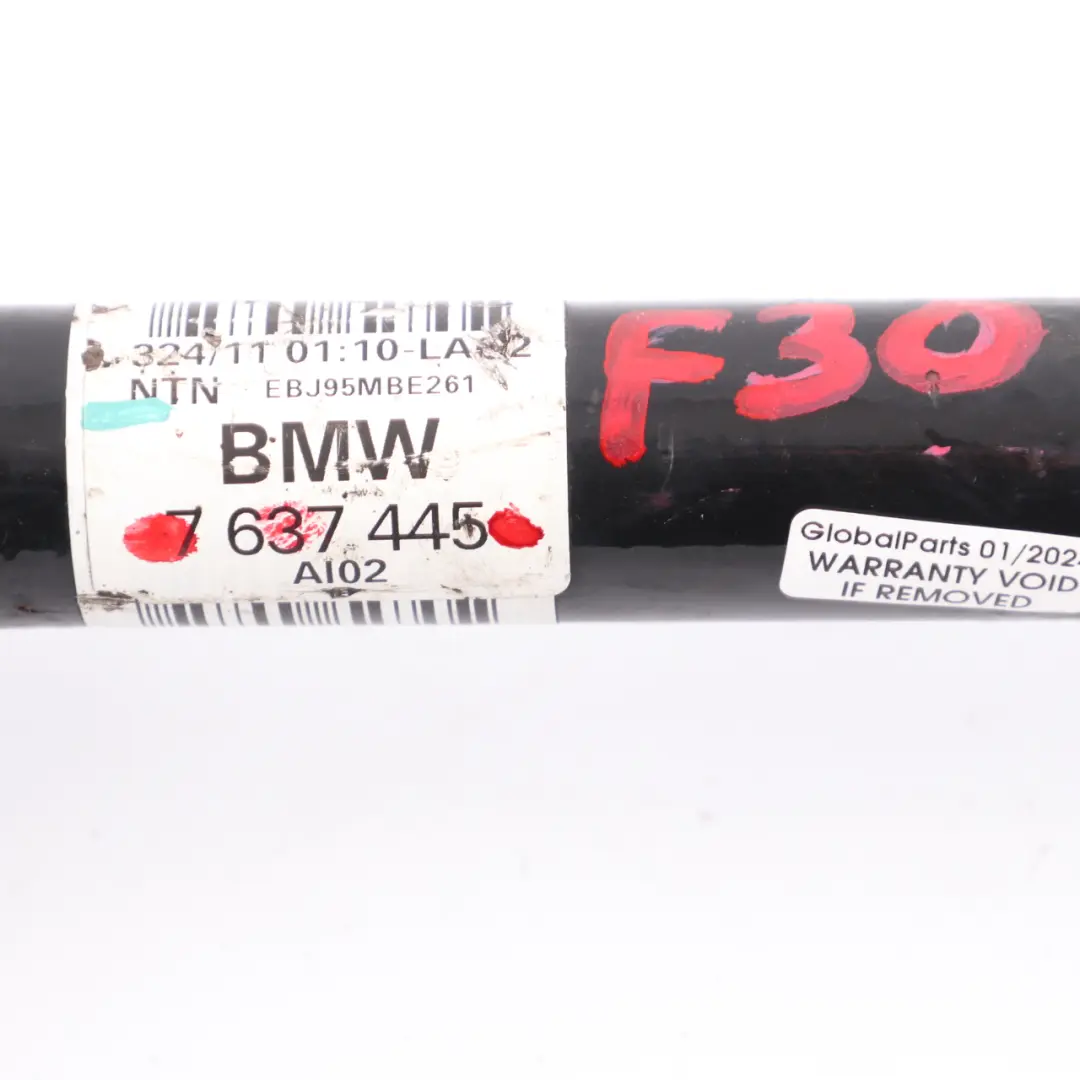 324/11 01:10-LA
NTN EBJ95MBE261
BMW
7 637 445
AI02
F30
GlobalParts 01/2024
WARRANTY VOID
IF REMOVED